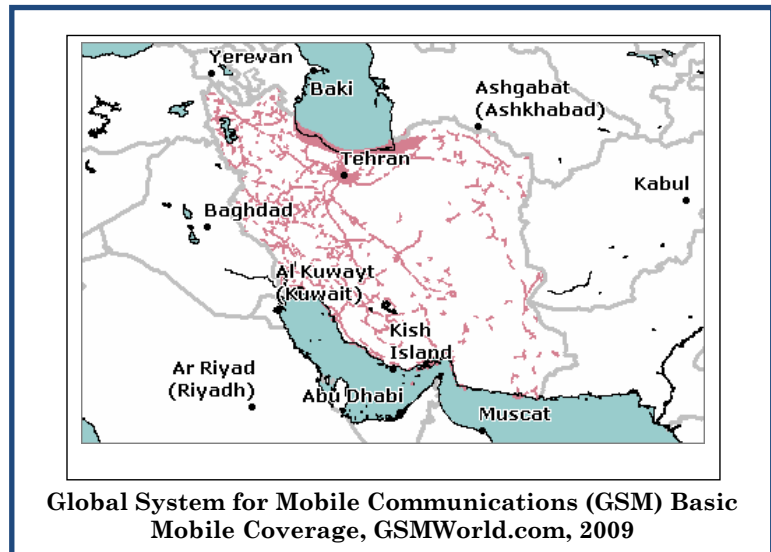 Yerevan
Baki
Ashgabat
(Ashkhabad)
Tehran
Kabul
Baghdad
Al Kuwayt
(Kuwait)
Kish
Island
Ar Riyad
(Riyadh)
Abu Dhabi
Muscat
Global System for Mobile Communications (GSM) Basic
Mobile Coverage, GSMWorld.com, 2009